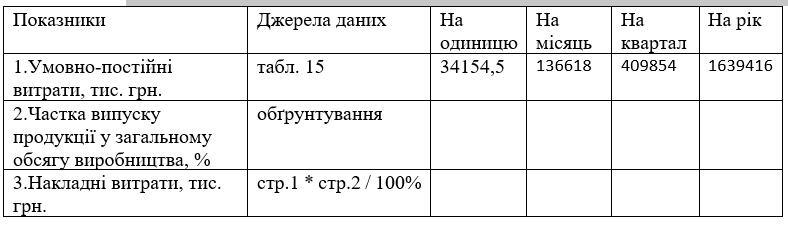 Показники Джерела даних На одиницю На місяць На квартал На рік
1.Умовно-постійні витрати, тис. грн. табл. 15 34154,5 136618 409854 1639416
2.Частка випуску продукції у загальному обсягу виробництва, % обґрунтування
3.Накладні витрати, тис. грн. стр.1 * стр.2 / 100%